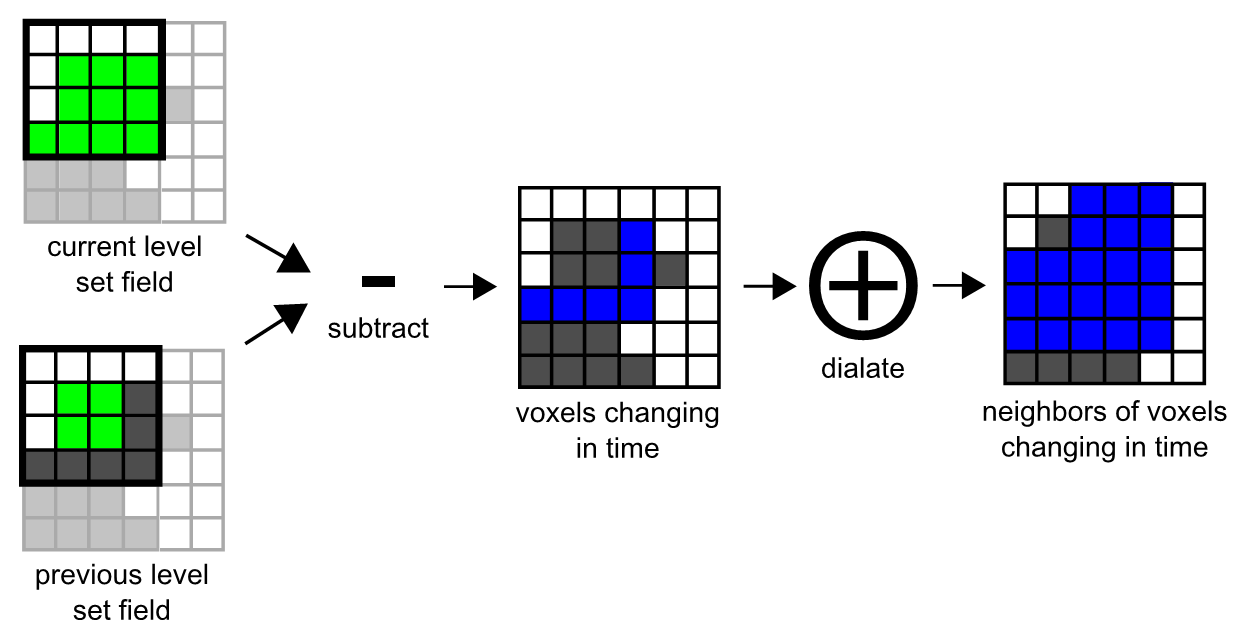 current level
set field
previous level
set field
subtract
voxels changing
in time
dialate
neighbors of voxels
changing in time